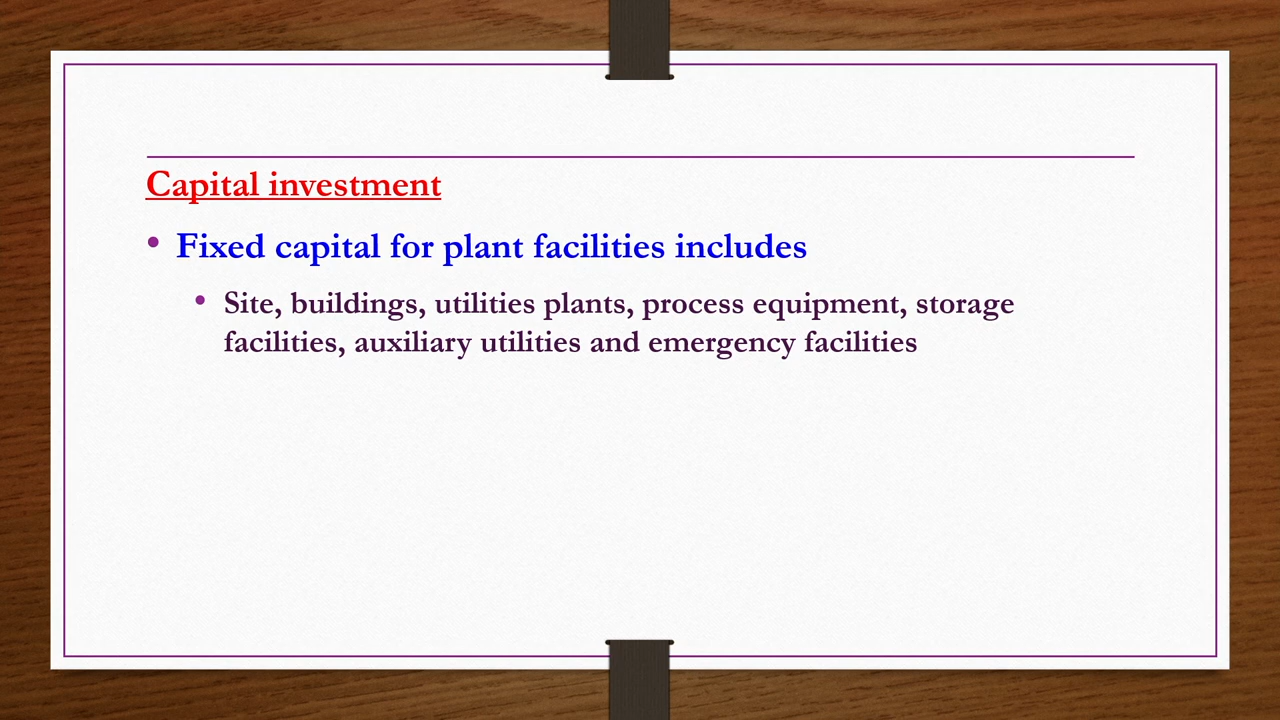 Capital investment
• Fixed capital for plant facilities includes
• Site, buildings, utilities plants, process equipment, storage
facilities, auxiliary utilities and emergency facilities